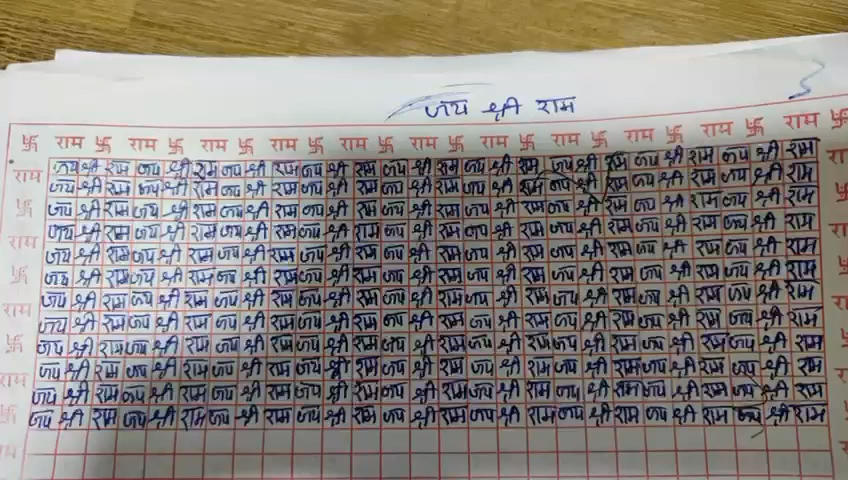 जय श्री राम
卐 राम 卐 राम 卐 राम 卐 राम 卐 राम 卐 राम 卐 राम 卐 राम 卐 राम 卐 राम 卐 राम 卐
राम जय श्री राम जय श्री राम जय श्री राम जय श्री राम जय श्री राम जय श्री राम जय श्री राम जय श्री राम जय श्री राम
जय श्री राम जय श्री राम जय श्री राम जय श्री राम जय श्री राम जय श्री राम जय श्री राम जय श्री राम जय श्री राम
卐 जय श्री राम जय श्री राम जय श्री राम जय श्री राम जय श्री राम जय श्री राम जय श्री राम जय श्री राम जय श्री राम
राम जय श्री राम जय श्री राम जय श्री राम जय श्री राम जय श्री राम जय श्री राम जय श्री राम जय श्री राम जय श्री राम
जय श्री राम जय श्री राम जय श्री राम जय श्री राम जय श्री राम जय श्री राम जय श्री राम जय श्री राम जय श्री राम
卐 जय श्री राम जय श्री राम जय श्री राम जय श्री राम जय श्री राम जय श्री राम जय श्री राम जय श्री राम जय श्री राम
राम जय श्री राम जय श्री राम जय श्री राम जय श्री राम जय श्री राम जय श्री राम जय श्री राम जय श्री राम जय श्री राम
जय श्री राम जय श्री राम जय श्री राम जय श्री राम जय श्री राम जय श्री राम जय श्री राम जय श्री राम जय श्री राम
卐 जय श्री राम जय श्री राम जय श्री राम जय श्री राम जय श्री राम जय श्री राम जय श्री राम जय श्री राम जय श्री राम
राम जय श्री राम जय श्री राम जय श्री राम जय श्री राम जय श्री राम जय श्री राम जय श्री राम जय श्री राम जय श्री राम
जय श्री राम जय श्री राम जय श्री राम जय श्री राम जय श्री राम जय श्री राम जय श्री राम जय श्री राम जय श्री राम
卐 जय श्री राम जय श्री राम जय श्री राम जय श्री राम जय श्री राम जय श्री राम जय श्री राम जय श्री राम जय श्री राम